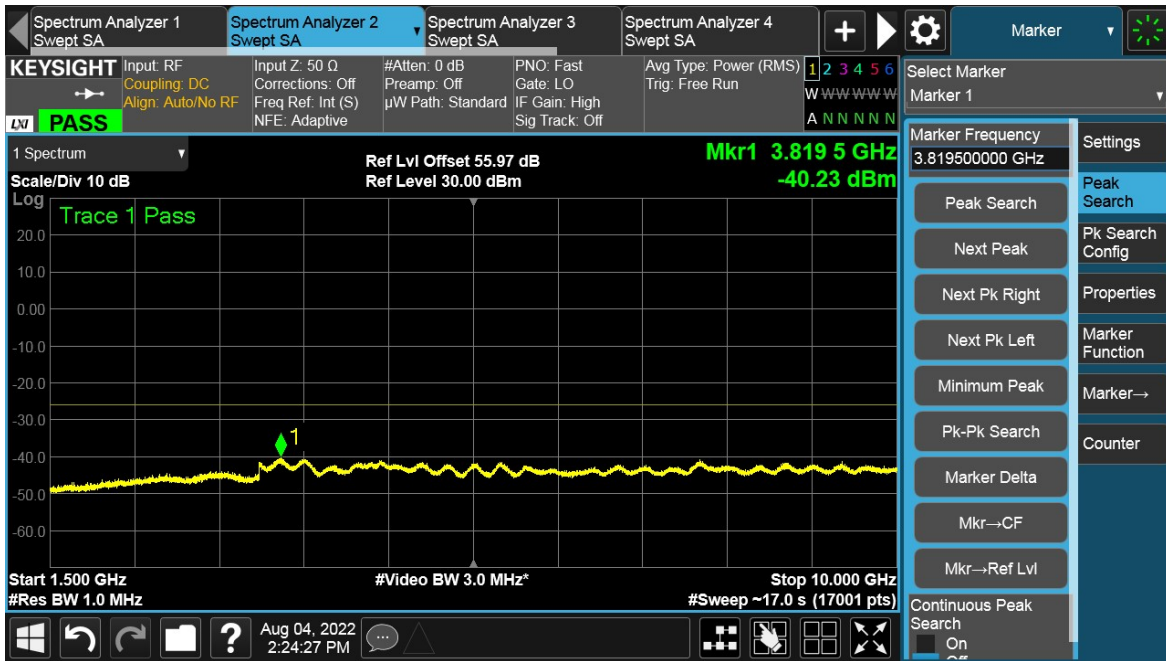 Spectrum Analyzer 1
Swept SA
Spectrum Analyzer 2
Swept SA
Spectrum Analyzer 3
Swept SA
Spectrum Analyzer 4
Swept SA
+
Marker
KEYSIGHT
LXI
PASS
Input: RF
Coupling: DC
Align: Auto/No RF
Input Z: 50 Ω
Corrections: Off
Freq Ref: Int (S)
NFE: Adaptive
#Atten: 0 dB
Preamp: Off
µW Path: Standard
PNO: Fast
Gate: LO
IF Gain: High
Sig Track: Off
Avg Type: Power (RMS)
Trig: Free Run
1 2 3 4 5 6
W W W W W W
A N N N N N
Select Marker
Marker 1
1 Spectrum
Scale/Div 10 dB
Ref Lvl Offset 55.97 dB
Ref Level 30.00 dBm
Mkr1 3.819 5 GHz
-40.23 dBm
Log
Trace 1 Pass
20.0
10.0
0.00
-10.0
-20.0
-30.0
-40.0
-50.0
-60.0
1
Start 1.500 GHz
#Res BW 1.0 MHz
#Video BW 3.0 MHz*
Stop 10.000 GHz
#Sweep ~17.0 s (17001 pts)
Marker Frequency
3.819500000 GHz
Peak Search
Next Peak
Next Pk Right
Next Pk Left
Minimum Peak
Pk-Pk Search
Marker Delta
Mkr→CF
Mkr→Ref Lvl
Continuous Peak
Search
On
Off
Settings
Peak
Search
Pk Search
Config
Properties
Marker
Function
Marker→
Counter
?
Aug 04, 2022
2:24:27 PM